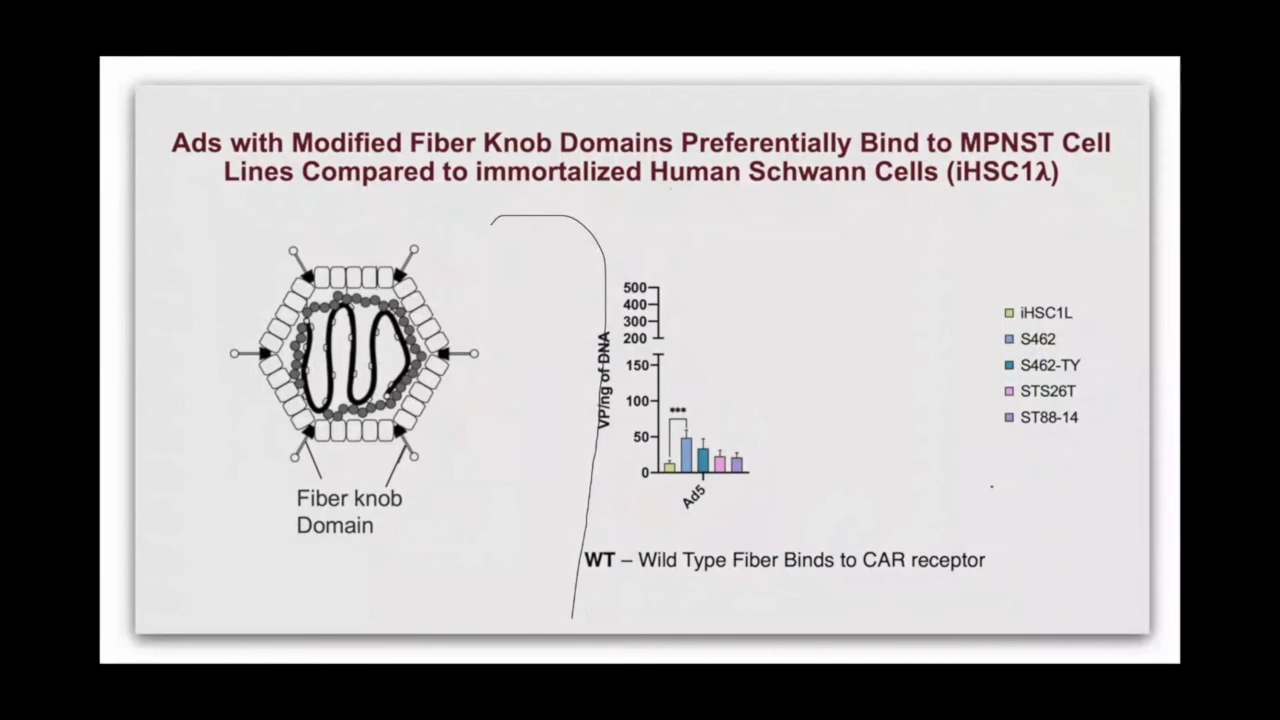 Ads with Modified Fiber Knob Domains Preferentially Bind to MPNST Cell
Lines Compared to immortalized Human Schwann Cells (iHSC1λ)
Fiber knob
Domain
VP/ng of DNA
500
400
300
200
150
100
50
0
***
Ad5
iHSC1L
S462
S462-TY
STS26T
ST88-14
WT – Wild Type Fiber Binds to CAR receptor